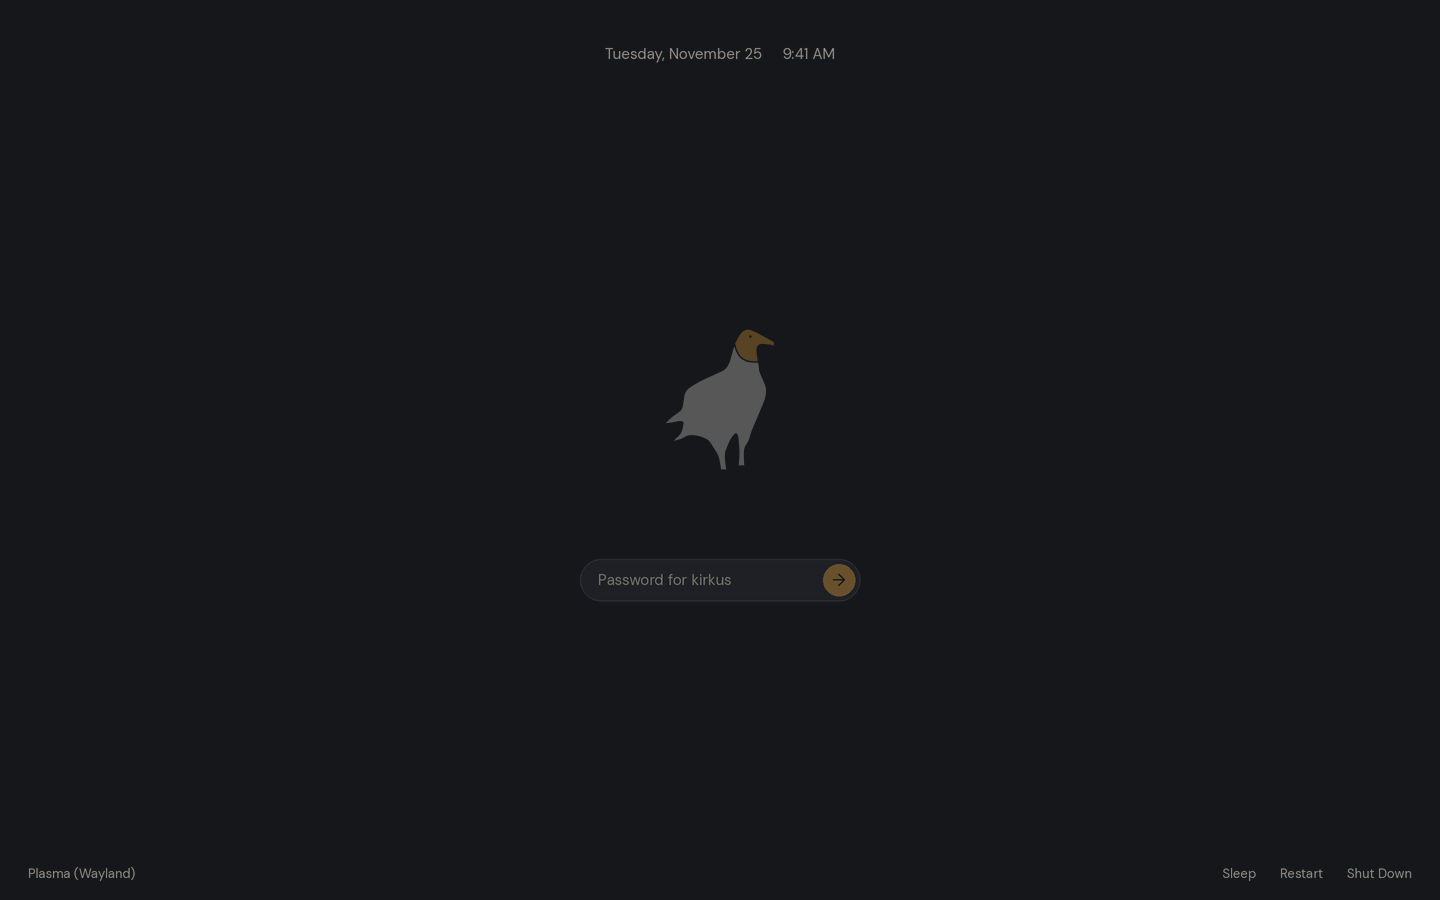 Tuesday, November 25 9:41 AM
Password for kirkus
Plasma (Wayland) Sleep Restart Shut Down